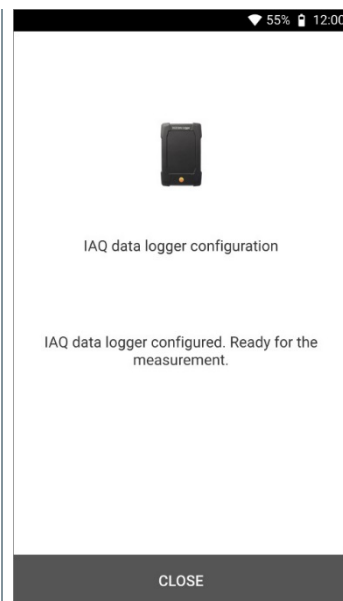 55% 12:00
IAQ data logger configuration
IAQ data logger configured. Ready for the
measurement.
CLOSE